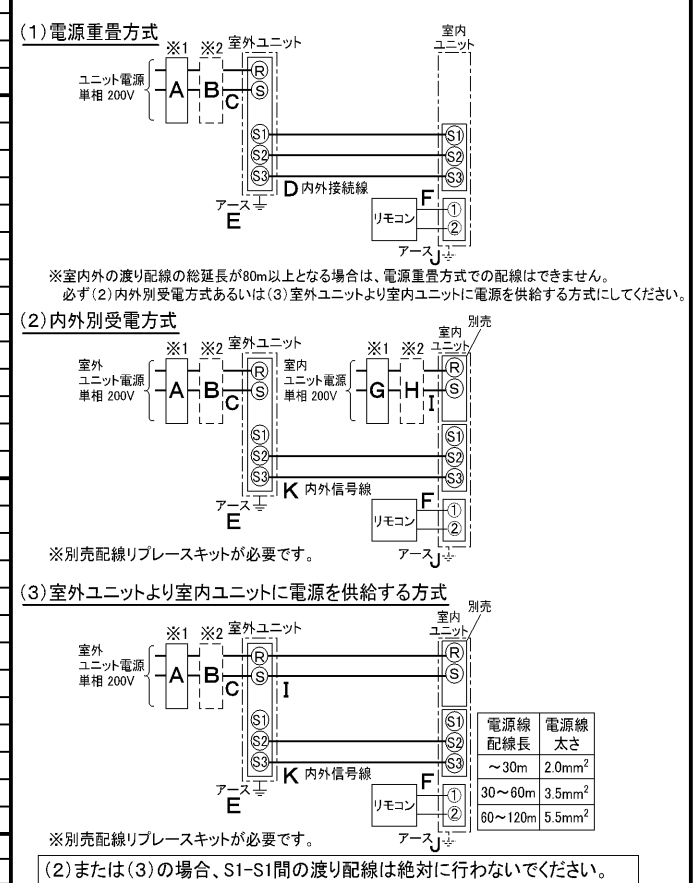 (1)電源重畳方式
※1 ※2 室外ユニット 室内ユニット
ユニット電源
単相 200V
A B C
R
S
S1 S1
S2 S2
S3 S3
D 内外接続線
アース
E
F
リモコン
①
②
アース J
※室内外の渡り配線の総延長が80m以上となる場合は、電源重畳方式での配線はできません。
必ず(2)内外別受電方式あるいは(3)室外ユニットより室内ユニットに電源を供給する方式にしてください。
(2)内外別受電方式
※1 ※2 室外ユニット ※1 ※2 室内ユニット 別売
室外
ユニット電源
単相 200V
A B C
R
S
室内
ユニット電源
単相 200V
G H I
R
S
S1 S1
S2 S2
S3 S3
K 内外信号線
アース
E
F
リモコン
①
②
アース J
※別売配線リプレースキットが必要です。
(3)室外ユニットより室内ユニットに電源を供給する方式
※1 ※2 室外ユニット 室内ユニット 別売
室外
ユニット電源
単相 200V
A B C
R R
S S
I
S1 S1
S2 S2
S3 S3
K 内外信号線
アース
E
F
リモコン
①
②
アース J
電源線配線長 電源線太さ
~30m 2.0mm²
30~60m 3.5mm²
60~120m 5.5mm²
※別売配線リプレースキットが必要です。
(2)または(3)の場合、S1-S1間の渡り配線は絶対に行わないでください。